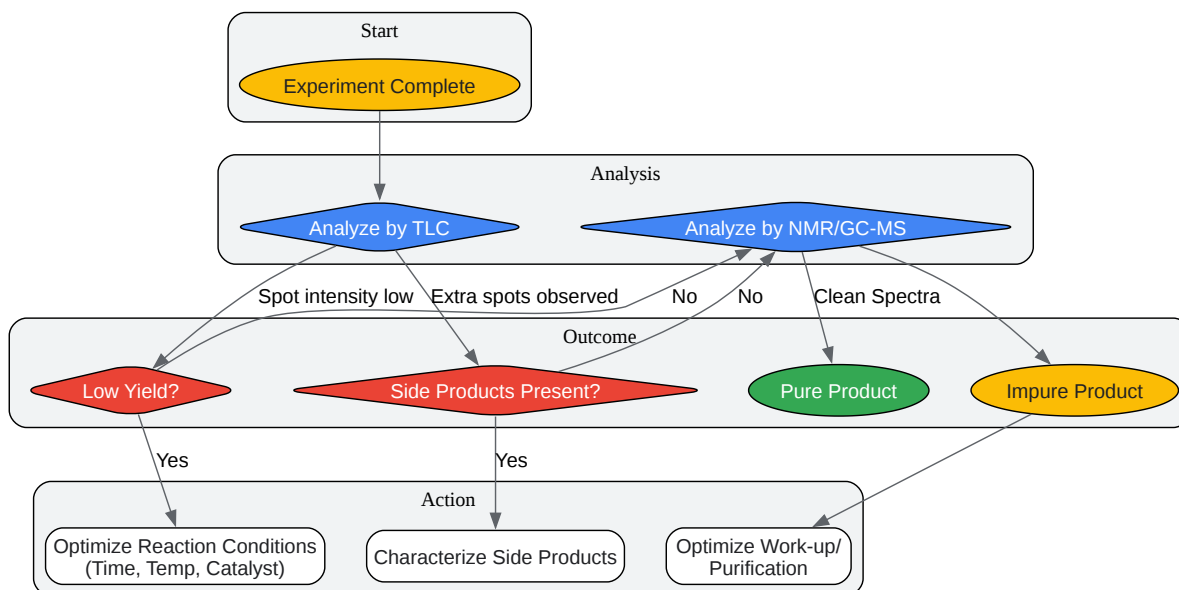 Start
Experiment Complete
Analysis
Analyze by TLC
Analyze by NMR/GC-MS
Spot intensity low
Extra spots observed
No
No
Clean Spectra
Outcome
Low Yield?
Side Products Present?
Pure Product
Impure Product
Yes
Yes
Action
Optimize Reaction Conditions
(Time, Temp, Catalyst)
Characterize Side Products
Optimize Work-up/
Purification